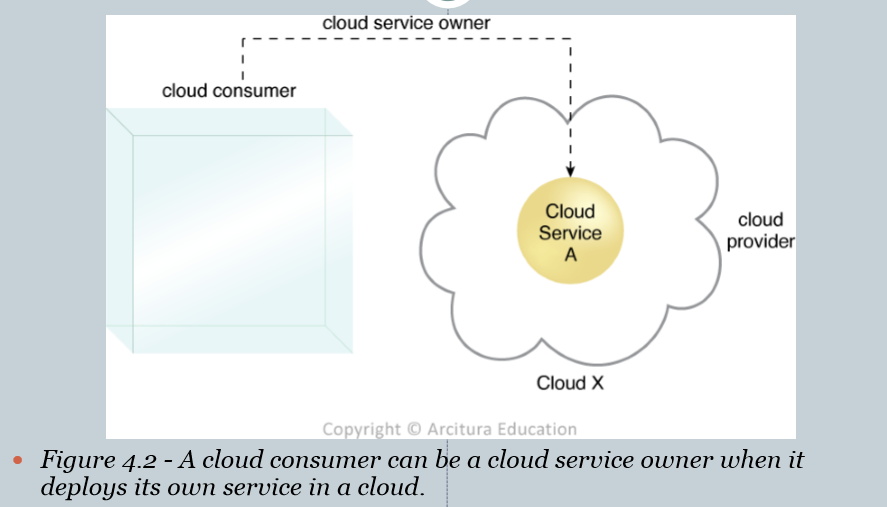 cloud service owner
cloud consumer
Cloud
Service
A
cloud
provider
Cloud X
Copyright © Arcitura Education
Figure 4.2 - A cloud consumer can be a cloud service owner when it
deploys its own service in a cloud.